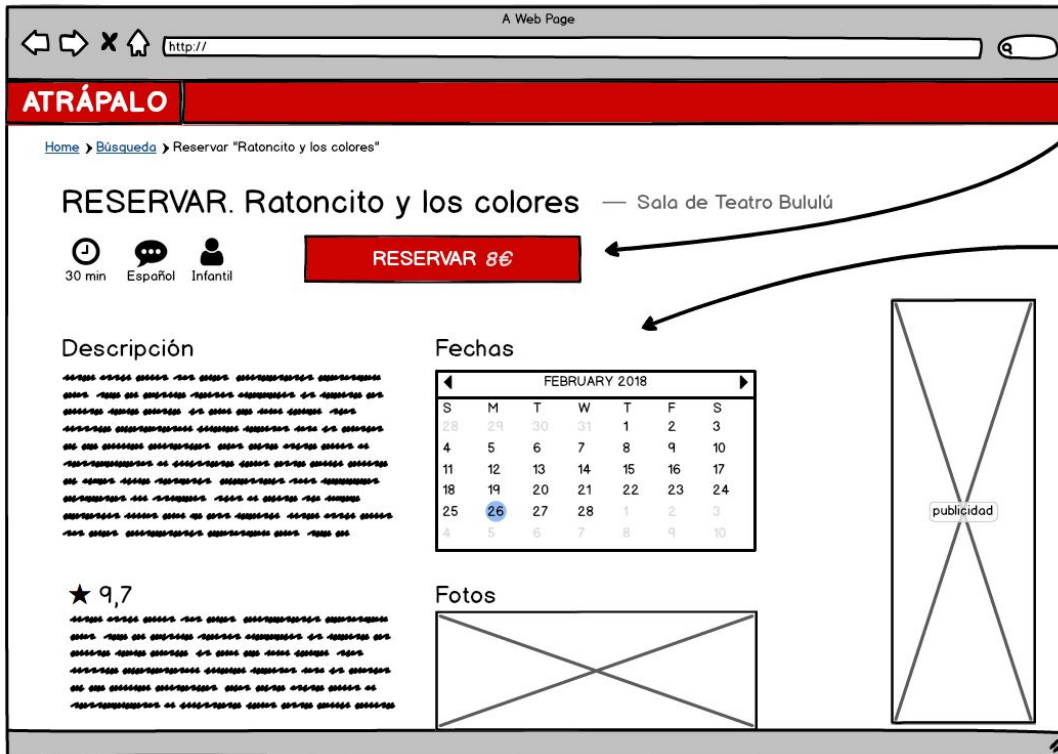 A Web Page
http://
ATRÁPALO
Home ❯ Búsqueda ❯ Reservar "Ratoncito y los colores"
RESERVAR. Ratoncito y los colores — Sala de Teatro Bululú
30 min Español Infantil
RESERVAR 8€
Descripción
Fechas
FEBRUARY 2018
S M T W T F S
28 29 30 31 1 2 3
4 5 6 7 8 9 10
11 12 13 14 15 16 17
18 19 20 21 22 23 24
25 26 27 28 1 2 3
4 5 6 7 8 9 10
publicidad
★ 9,7
Fotos